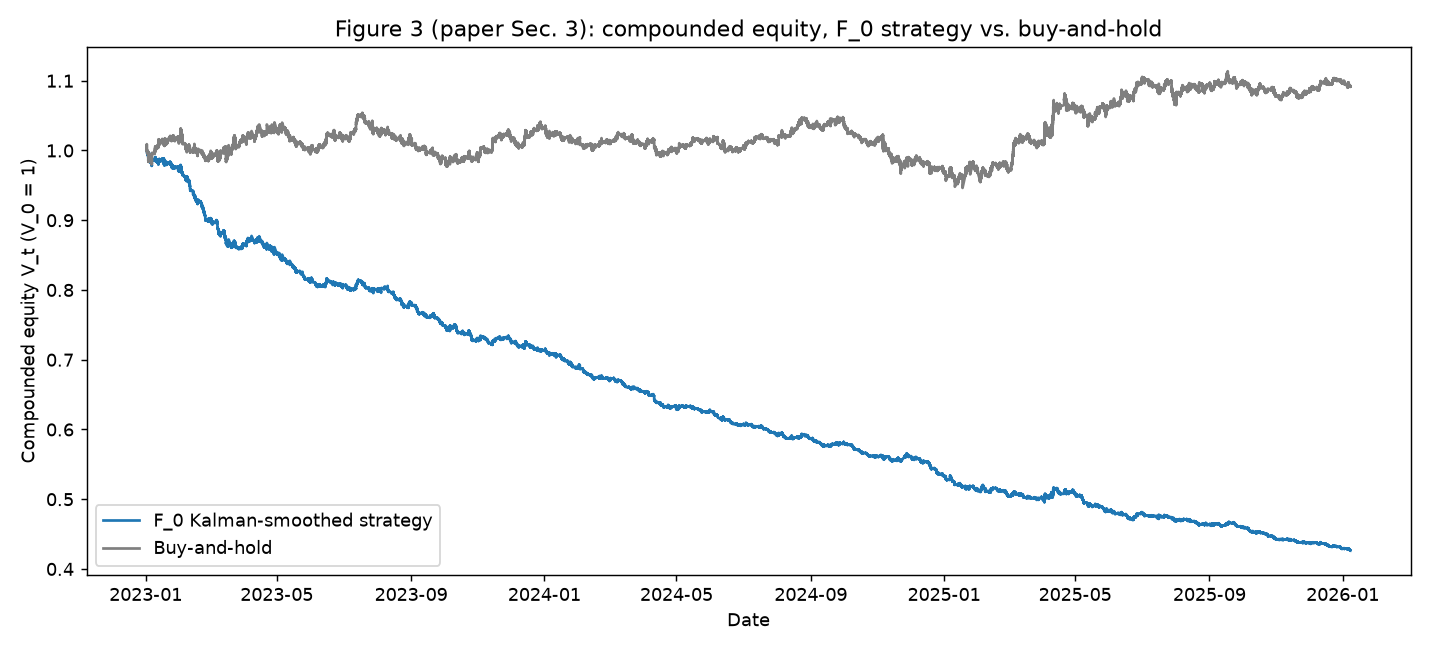 Figure 3 (paper Sec. 3): compounded equity, F_0 strategy vs. buy-and-hold
Compounded equity V_t (V_0 = 1)
1.1
1.0
0.9
0.8
0.7
0.6
0.5
0.4
F_0 Kalman-smoothed strategy
Buy-and-hold
2023-01 2023-05 2023-09 2024-01 2024-05 2024-09 2025-01 2025-05 2025-09 2026-01
Date